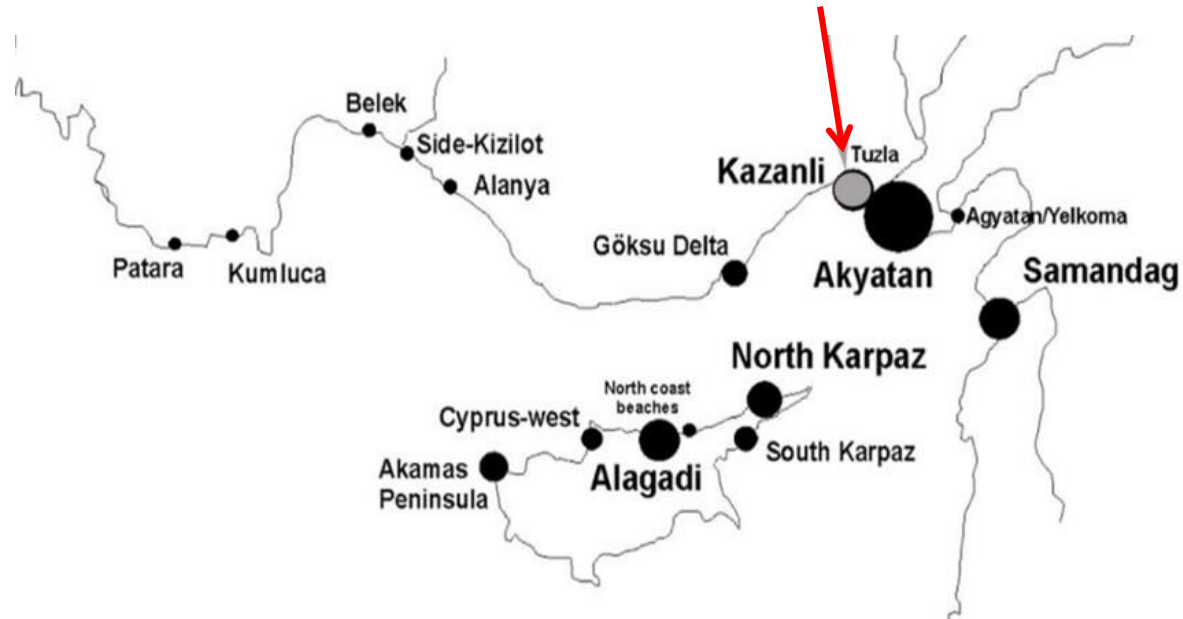 Belek
Side-Kizilot
Alanya
Patara
Kumluca
Göksu Delta
Kazanli
Tuzla
Akyatan
Agyatan/Yelkoma
Samandag
North Karpaz
North coast
beaches
Cyprus-west
Alagadi
South Karpaz
Akamas
Peninsula